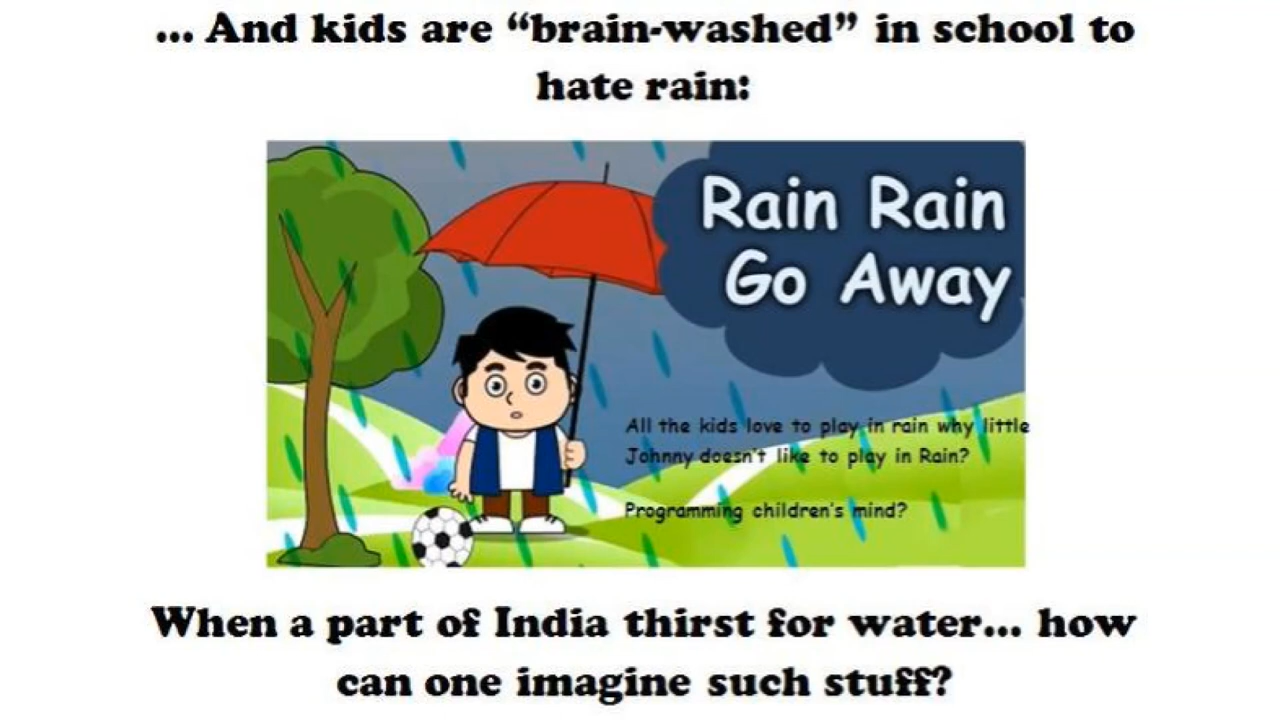 ... And kids are “brain-washed” in school to
hate rain:
Rain Rain
Go Away
All the kids love to play in rain why little
Johnny doesn't like to play in Rain?
Programming children's mind?
When a part of India thirst for water... how
can one imagine such stuff?